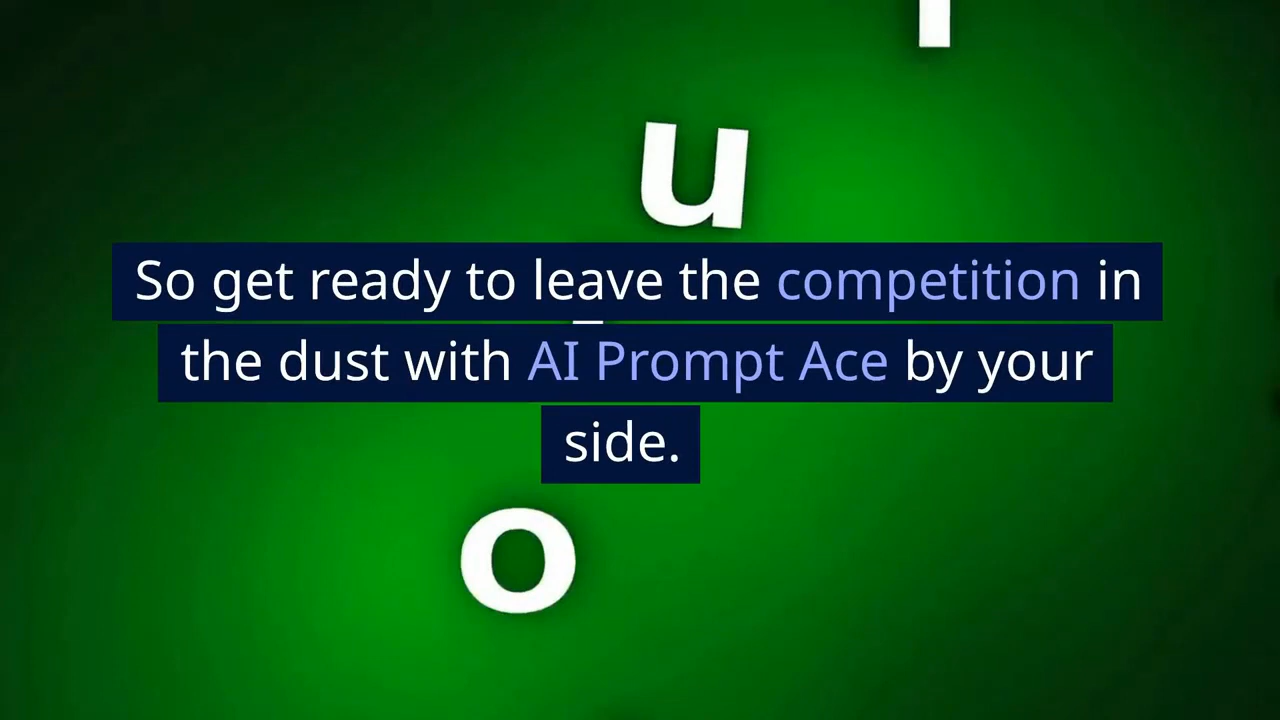 u
So get ready to leave the competition in
the dust with AI Prompt Ace by your
side.
o